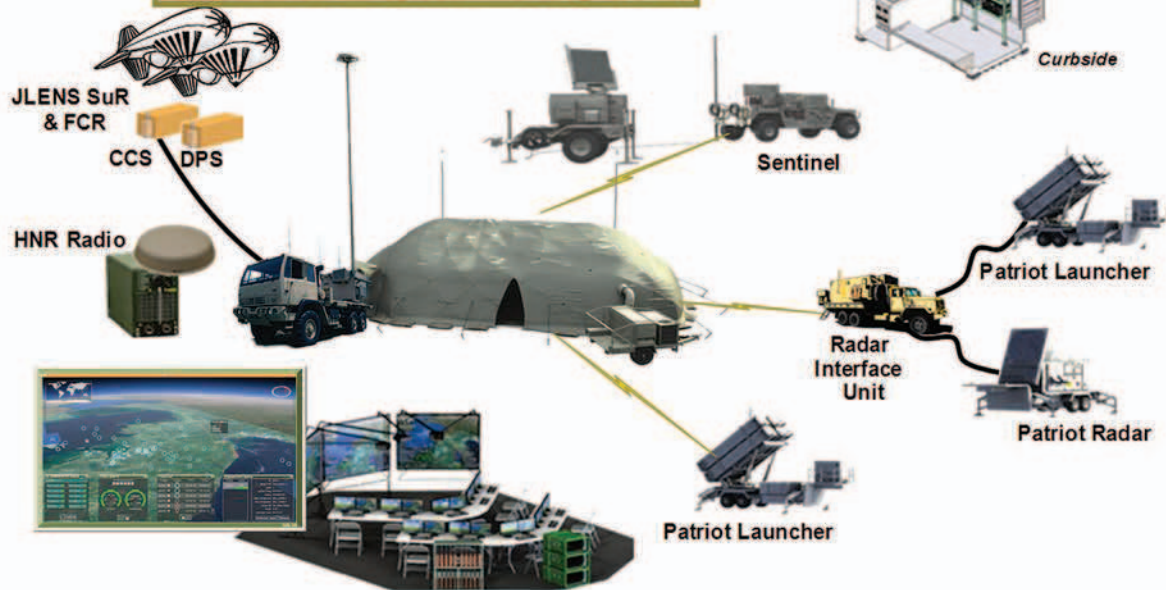 Curbside
JLENS SuR
& FCR
CCS
DPS
Sentinel
HNR Radio
Patriot Launcher
Radar
Interface
Unit
Patriot Radar
Patriot Launcher